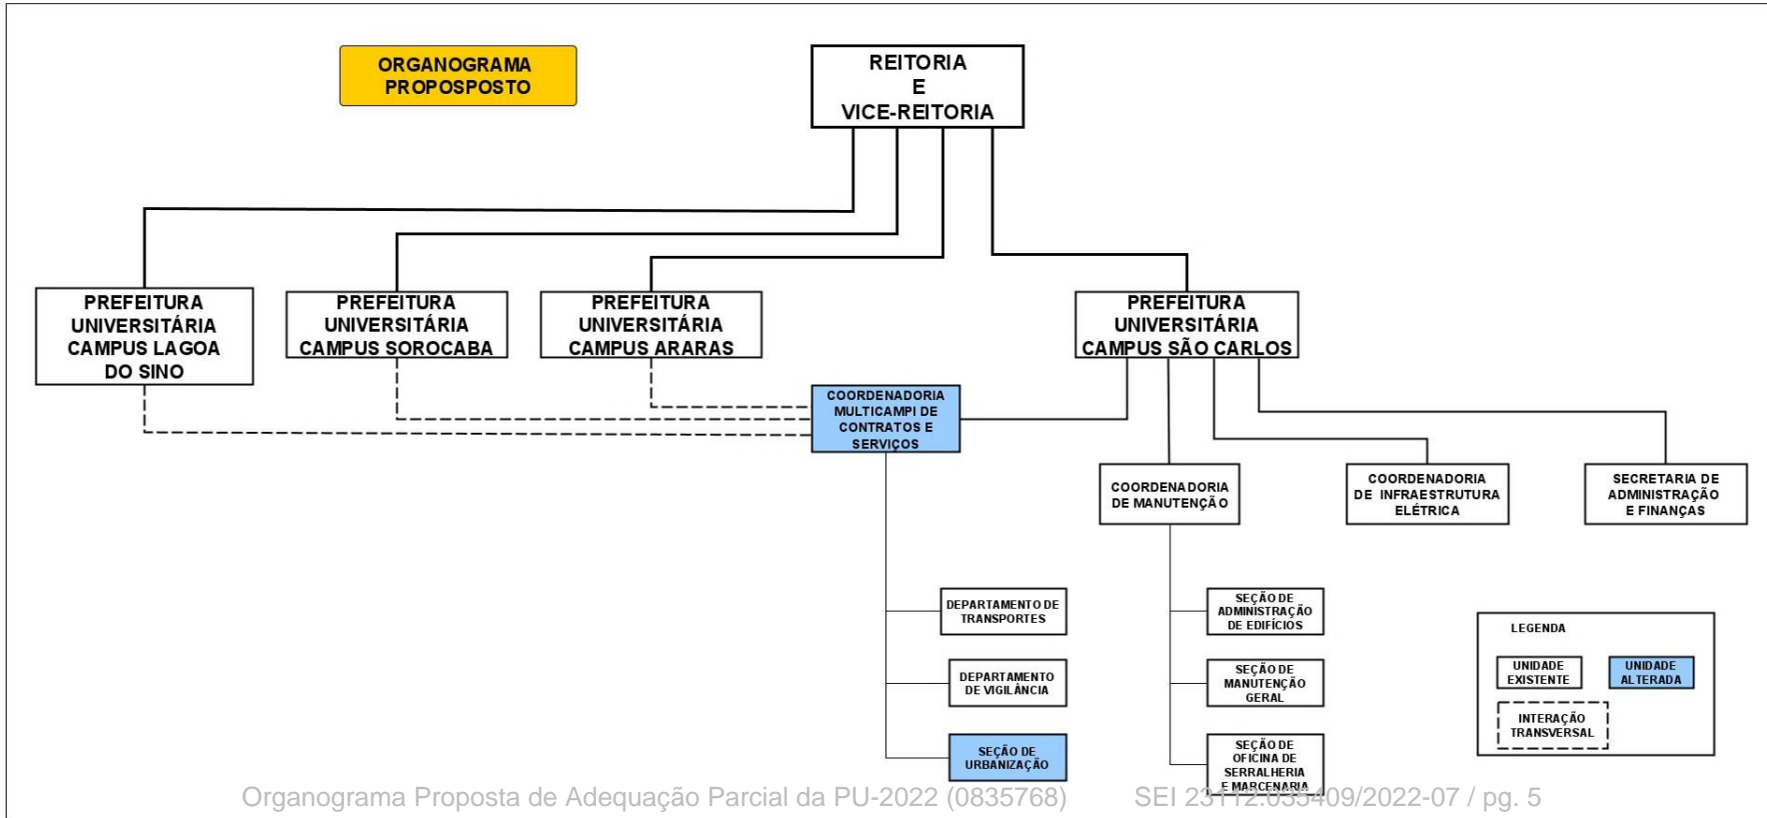 ORGANOGRAMA
PROPOSPOSTO
REITORIA
E
VICE-REITORIA
PREFEITURA
UNIVERSITÁRIA
CAMPUS LAGOA
DO SINO
PREFEITURA
UNIVERSITÁRIA
CAMPUS SOROCABA
PREFEITURA
UNIVERSITÁRIA
CAMPUS ARARAS
PREFEITURA
UNIVERSITÁRIA
CAMPUS SÃO CARLOS
COORDENADORIA
MULTICAMPI DE
CONTRATOS E
SERVIÇOS
COORDENADORIA
DE MANUTENÇÃO
COORDENADORIA
DE INFRAESTRUTURA
ELÉTRICA
SECRETARIA DE
ADMINISTRAÇÃO
E FINANÇAS
DEPARTAMENTO DE
TRANSPORTES
DEPARTAMENTO
DE VIGILÂNCIA
SEÇÃO DE
URBANIZAÇÃO
SEÇÃO DE
ADMINISTRAÇÃO
DE EDIFÍCIOS
SEÇÃO DE
MANUTENÇÃO
GERAL
SEÇÃO DE
OFICINA DE
SERRALHERIA
E MARCENARIA
LEGENDA
UNIDADE
EXISTENTE
UNIDADE
ALTERADA
INTERAÇÃO
TRANSVERSAL
Organograma Proposta de Adequação Parcial da PU-2022 (0835768) SEI 23112.035409/2022-07 / pg. 5